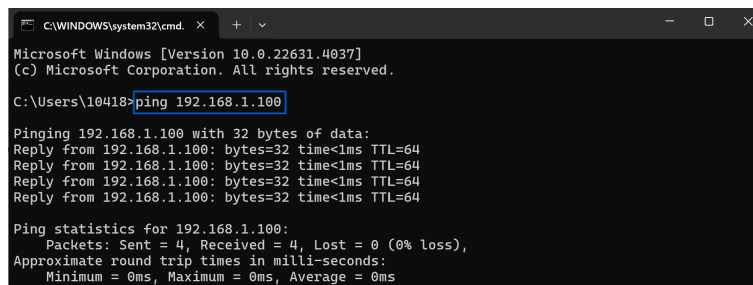 C:\WINDOWS\system32\cmd.
Microsoft Windows [Version 10.0.22631.4037]
(c) Microsoft Corporation. All rights reserved.
C:\Users\10418>ping 192.168.1.100
Pinging 192.168.1.100 with 32 bytes of data:
Reply from 192.168.1.100: bytes=32 time<1ms TTL=64
Reply from 192.168.1.100: bytes=32 time<1ms TTL=64
Reply from 192.168.1.100: bytes=32 time<1ms TTL=64
Reply from 192.168.1.100: bytes=32 time<1ms TTL=64
Ping statistics for 192.168.1.100:
Packets: Sent = 4, Received = 4, Lost = 0 (0% loss),
Approximate round trip times in milli-seconds:
Minimum = 0ms, Maximum = 0ms, Average = 0ms